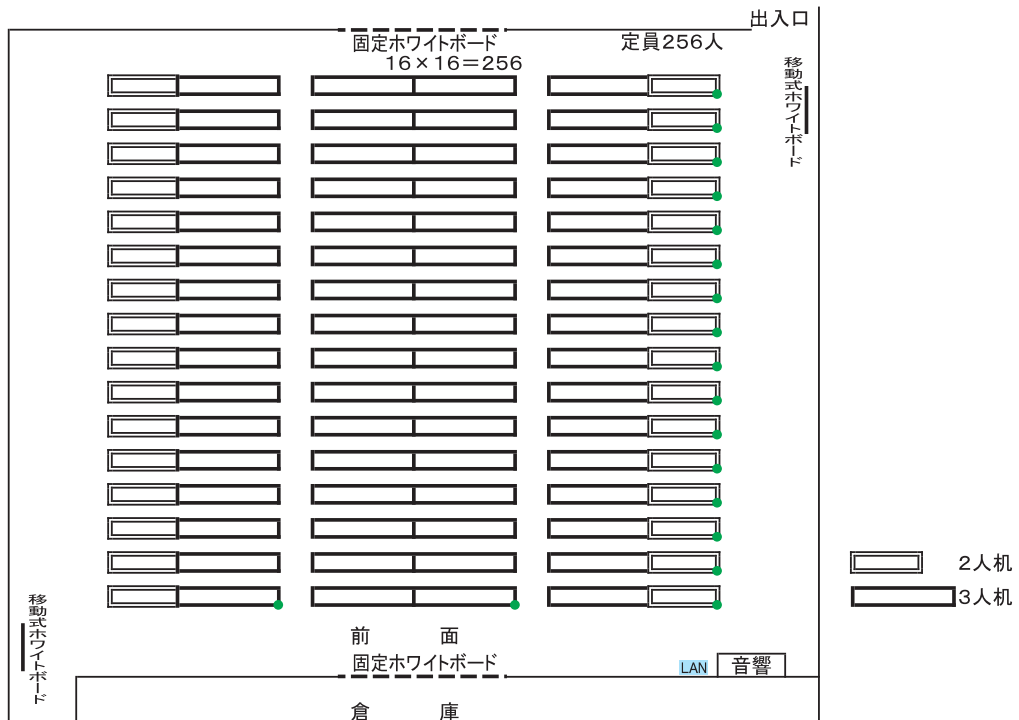 出入口
固定ホワイトボード
定員256人
16×16=256
移動式ホワイトボード
2人机
3人机
移動式ホワイトボード
前面
固定ホワイトボード
LAN
音響
倉庫